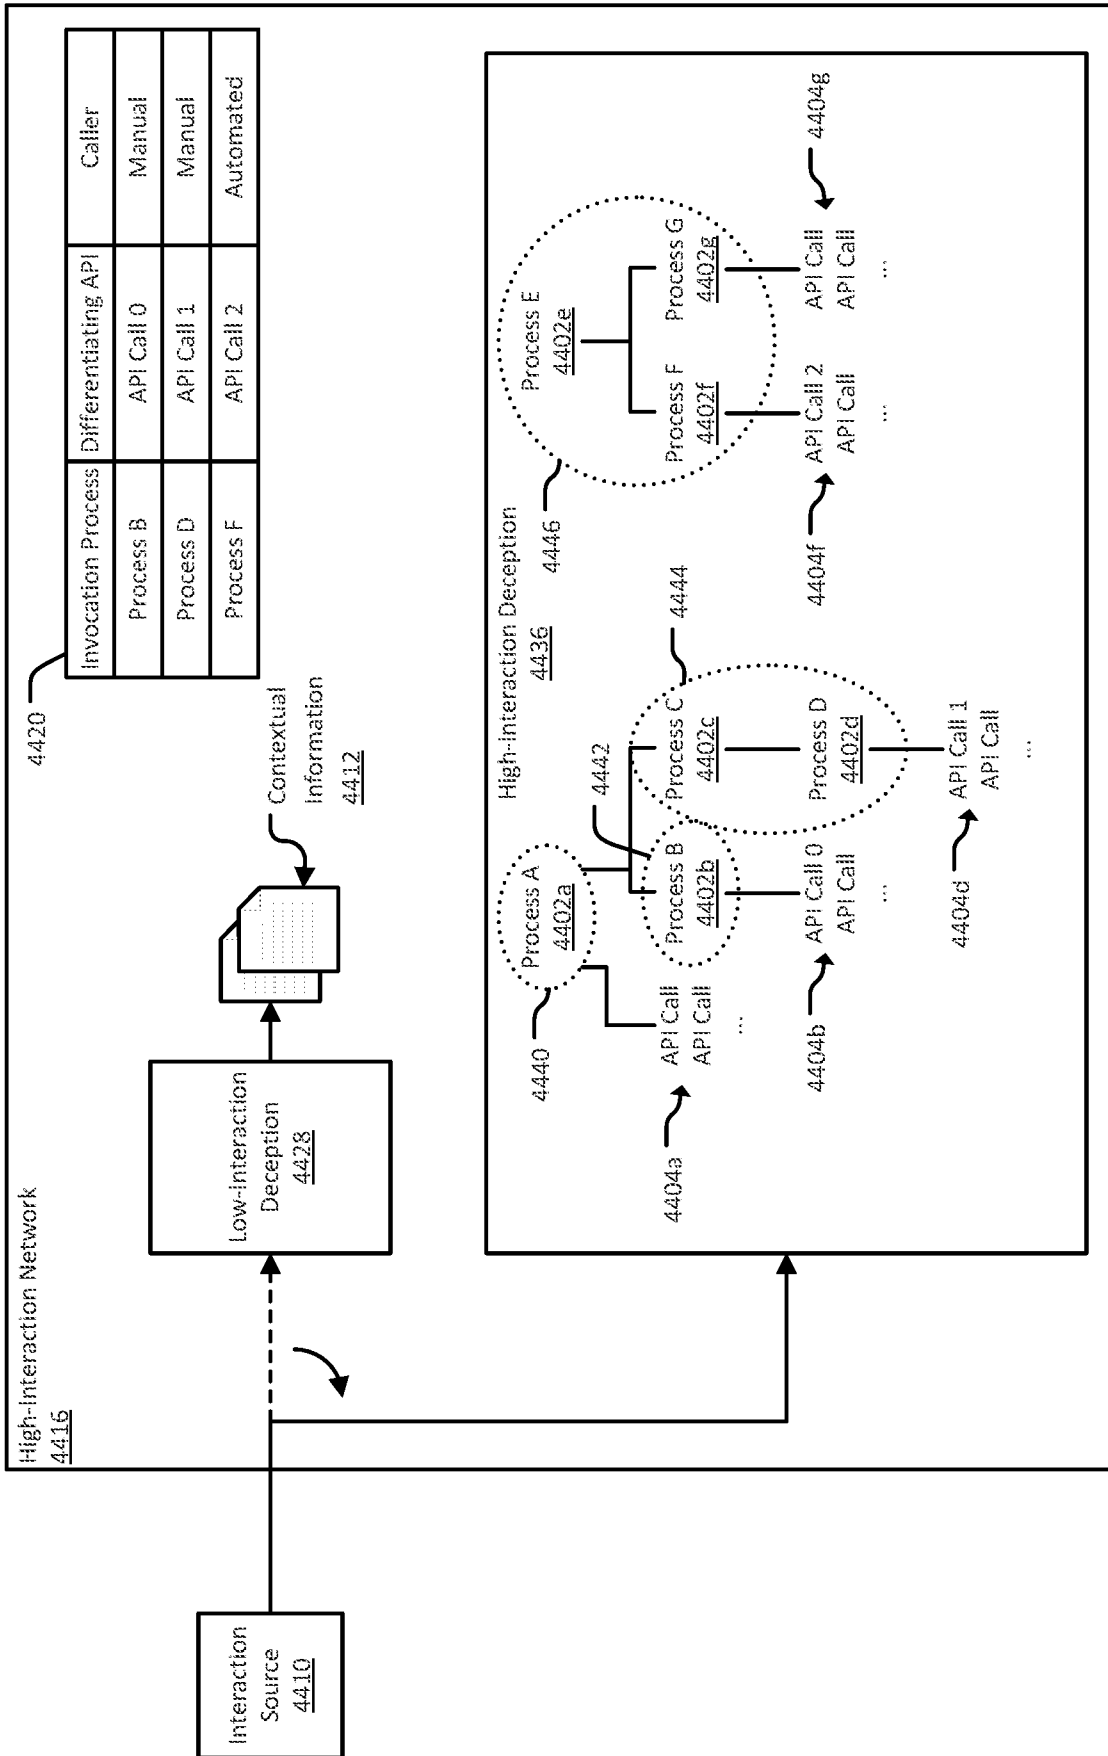 High-Interaction Network
4416
4420
Invocation Process Differentiating API Caller
Process B API Call 0 Manual
Process D API Call 1 Manual
Process F API Call 2 Automated
Interaction
Source
4410
Low-Interaction
Deception
4428
Contextual
Information
4412
High-Interaction Deception
4436
4440
Process A
4402a
4442
4444
4446
Process E
4402e
4404a
API Call
API Call
...
Process B
4402b
Process C
4402c
Process F
4402f
Process G
4402g
4404b
API Call 0
API Call
...
Process D
4402d
4404f
API Call 2
API Call
...
API Call
API Call
...
4404g
4404d
API Call 1
API Call
...